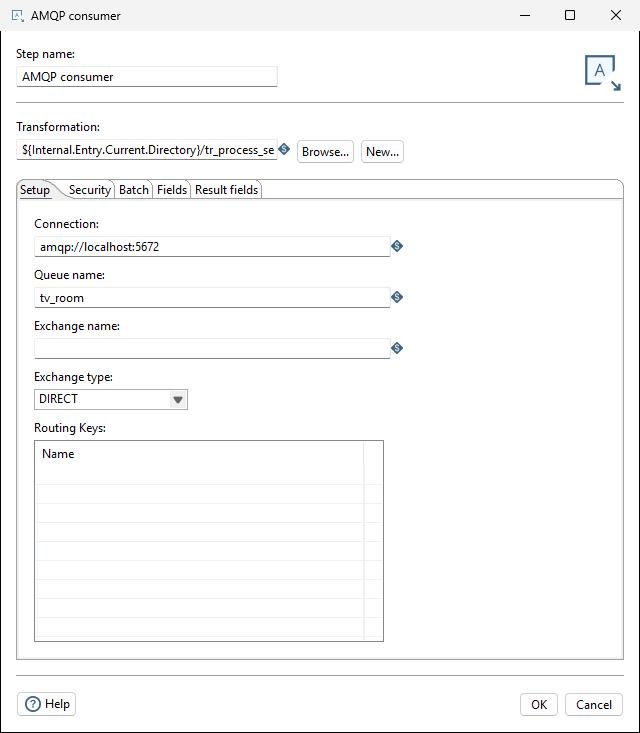 AMQP consumer
Step name:
AMQP consumer
A
Transformation:
${Internal.Entry.Current.Directory}/tr_process_se
S
Browse...
New...
Setup
Security
Batch
Fields
Result fields
Connection:
amqp://localhost:5672
S
Queue name:
tv_room
S
Exchange name:
S
Exchange type:
DIRECT
Routing Keys:
Name
? Help
OK
Cancel